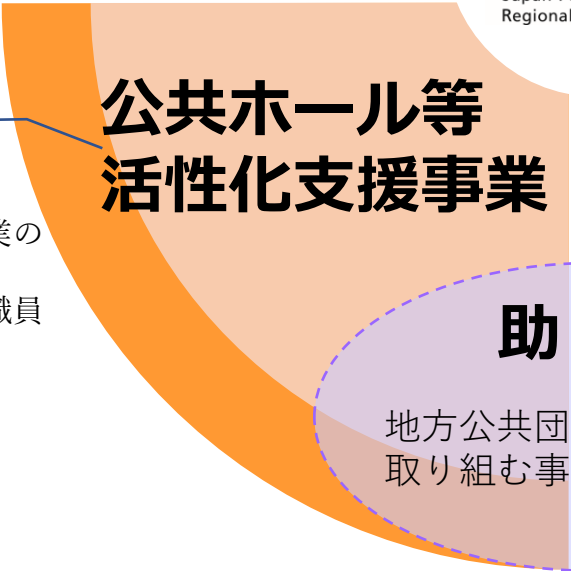 Regional
公共ホール等
活性化支援事業
業の
職員
助
地方公共団
取り組む事